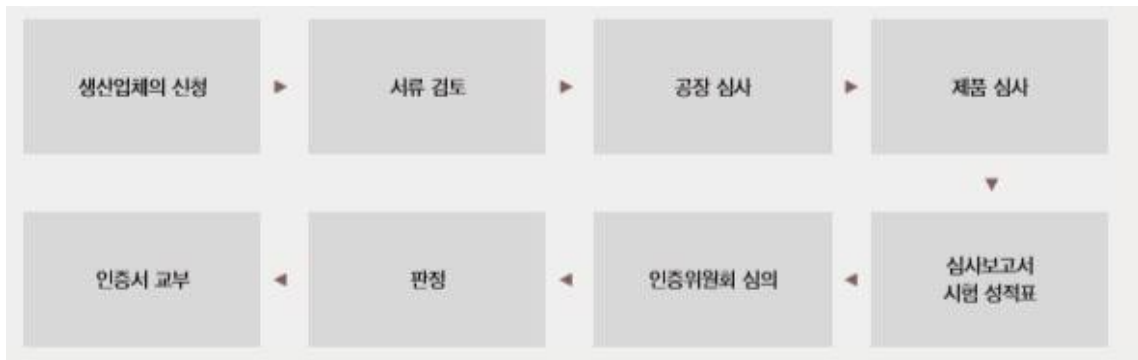 생산업체의 신청
서류 검토
공장 심사
제품 심사
심사보고서
시험 성적표
인증위원회 심의
판정
인증서 교부